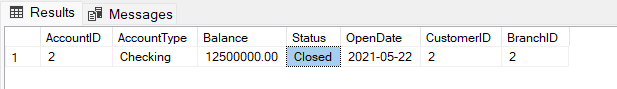 Results Messages
AccountID AccountType Balance Status OpenDate CustomerID BranchID
1 2 Checking 12500000.00 Closed 2021-05-22 2 2